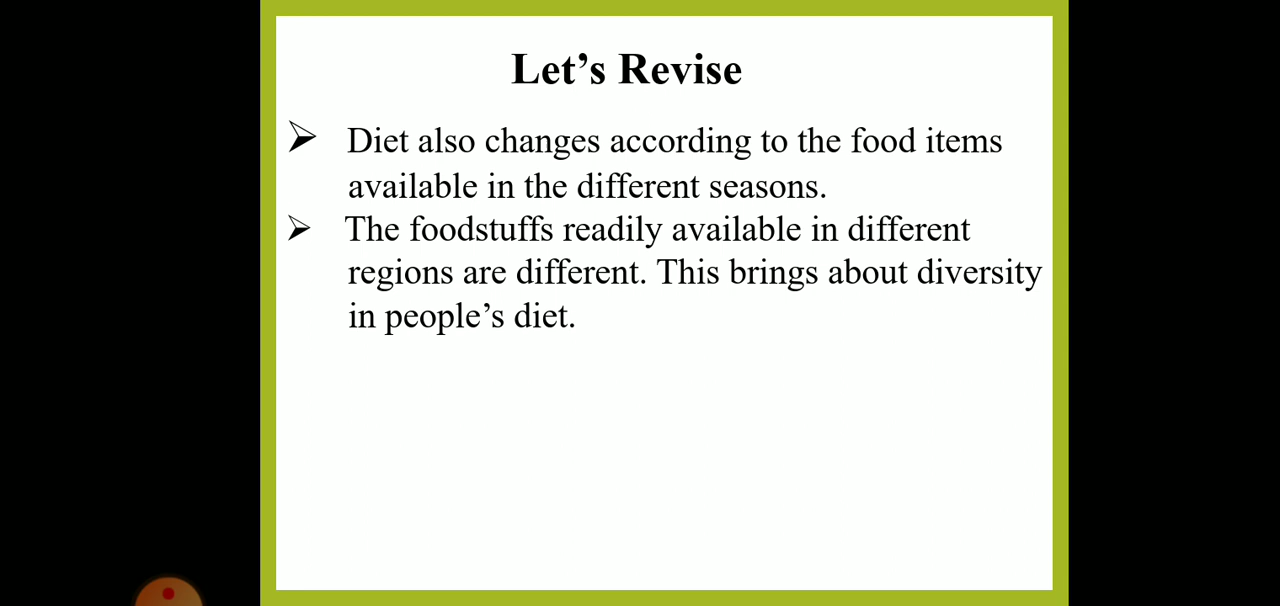 Let’s Revise
➢ Diet also changes according to the food items
available in the different seasons.
➢ The foodstuffs readily available in different
regions are different. This brings about diversity
in people’s diet.